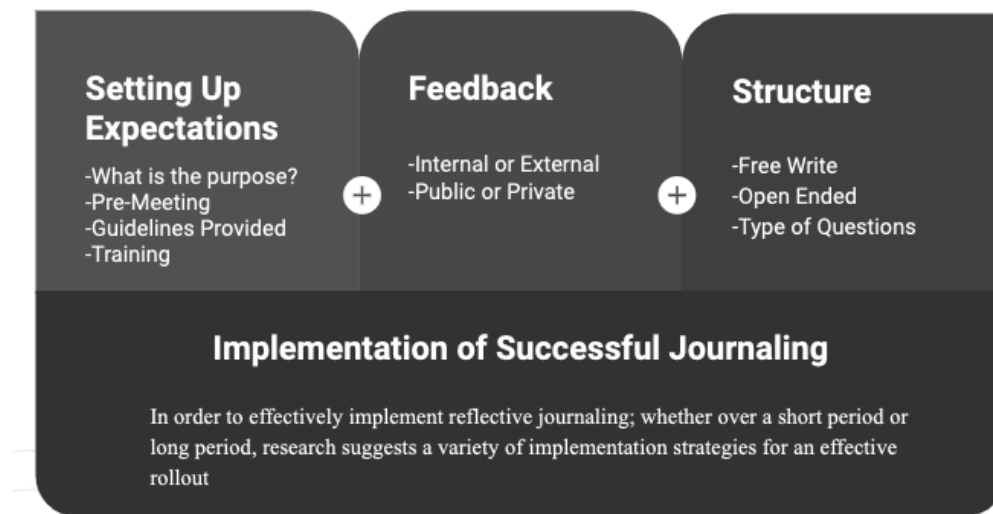 Setting Up
Expectations
-What is the purpose?
-Pre-Meeting
-Guidelines Provided
-Training
Feedback
-Internal or External
-Public or Private
Structure
-Free Write
-Open Ended
-Type of Questions
Implementation of Successful Journaling
In order to effectively implement reflective journaling; whether over a short period or
long period, research suggests a variety of implementation strategies for an effective
rollout